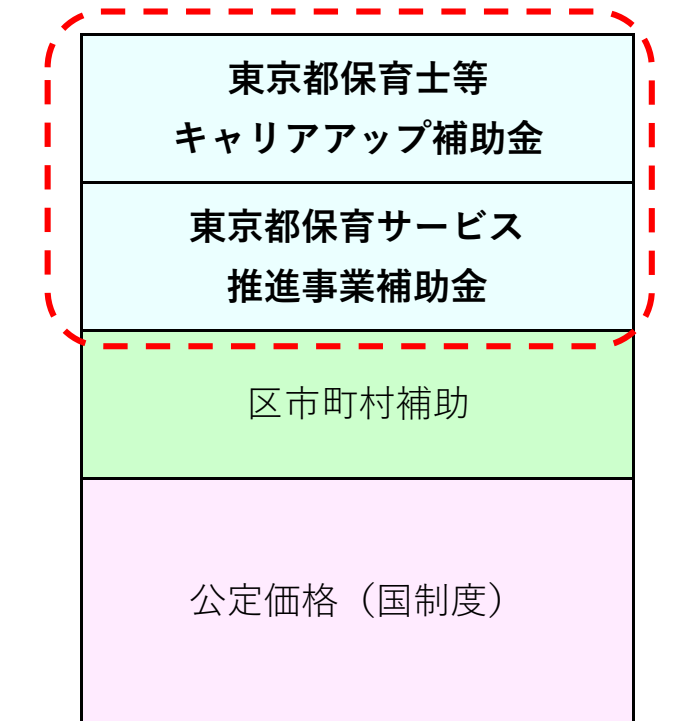 東京都保育士等
キャリアアップ補助金
東京都保育サービス
推進事業補助金
区市町村補助
公定価格（国制度）